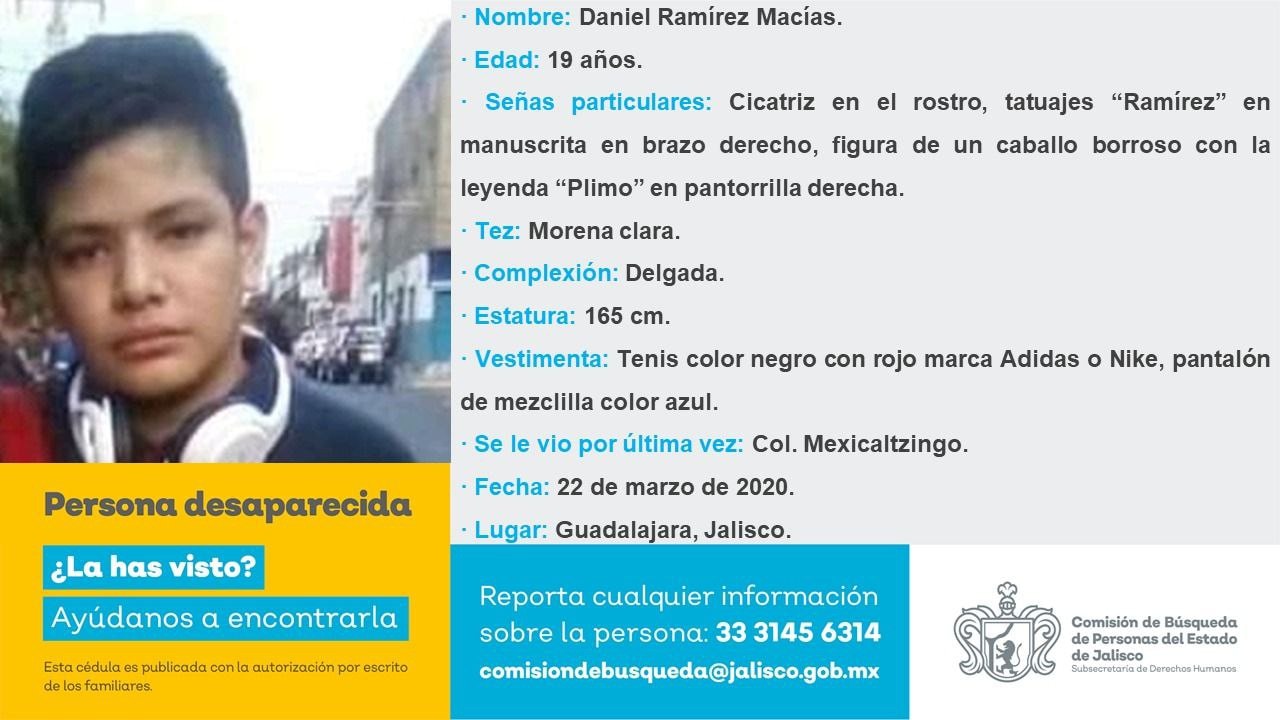 · Nombre: Daniel Ramírez Macías.
· Edad: 19 años.
· Señas particulares: Cicatriz en el rostro, tatuajes “Ramírez” en
manuscrita en brazo derecho, figura de un caballo borroso con la
leyenda “Plimo” en pantorrilla derecha.
· Tez: Morena clara.
· Complexión: Delgada.
· Estatura: 165 cm.
· Vestimenta: Tenis color negro con rojo marca Adidas o Nike, pantalón
de mezclilla color azul.
· Se le vio por última vez: Col. Mexicaltzingo.
· Fecha: 22 de marzo de 2020.
· Lugar: Guadalajara, Jalisco.
Persona desaparecida
¿La has visto?
Ayúdanos a encontrarla
Esta cédula es publicada con la autorización por escrito
de los familiares.
Reporta cualquier información
sobre la persona: 33 3145 6314
comisiondebusqueda@jalisco.gob.mx
Comisión de Búsqueda
de Personas del Estado
de Jalisco
Subsecretaría de Derechos Humanos